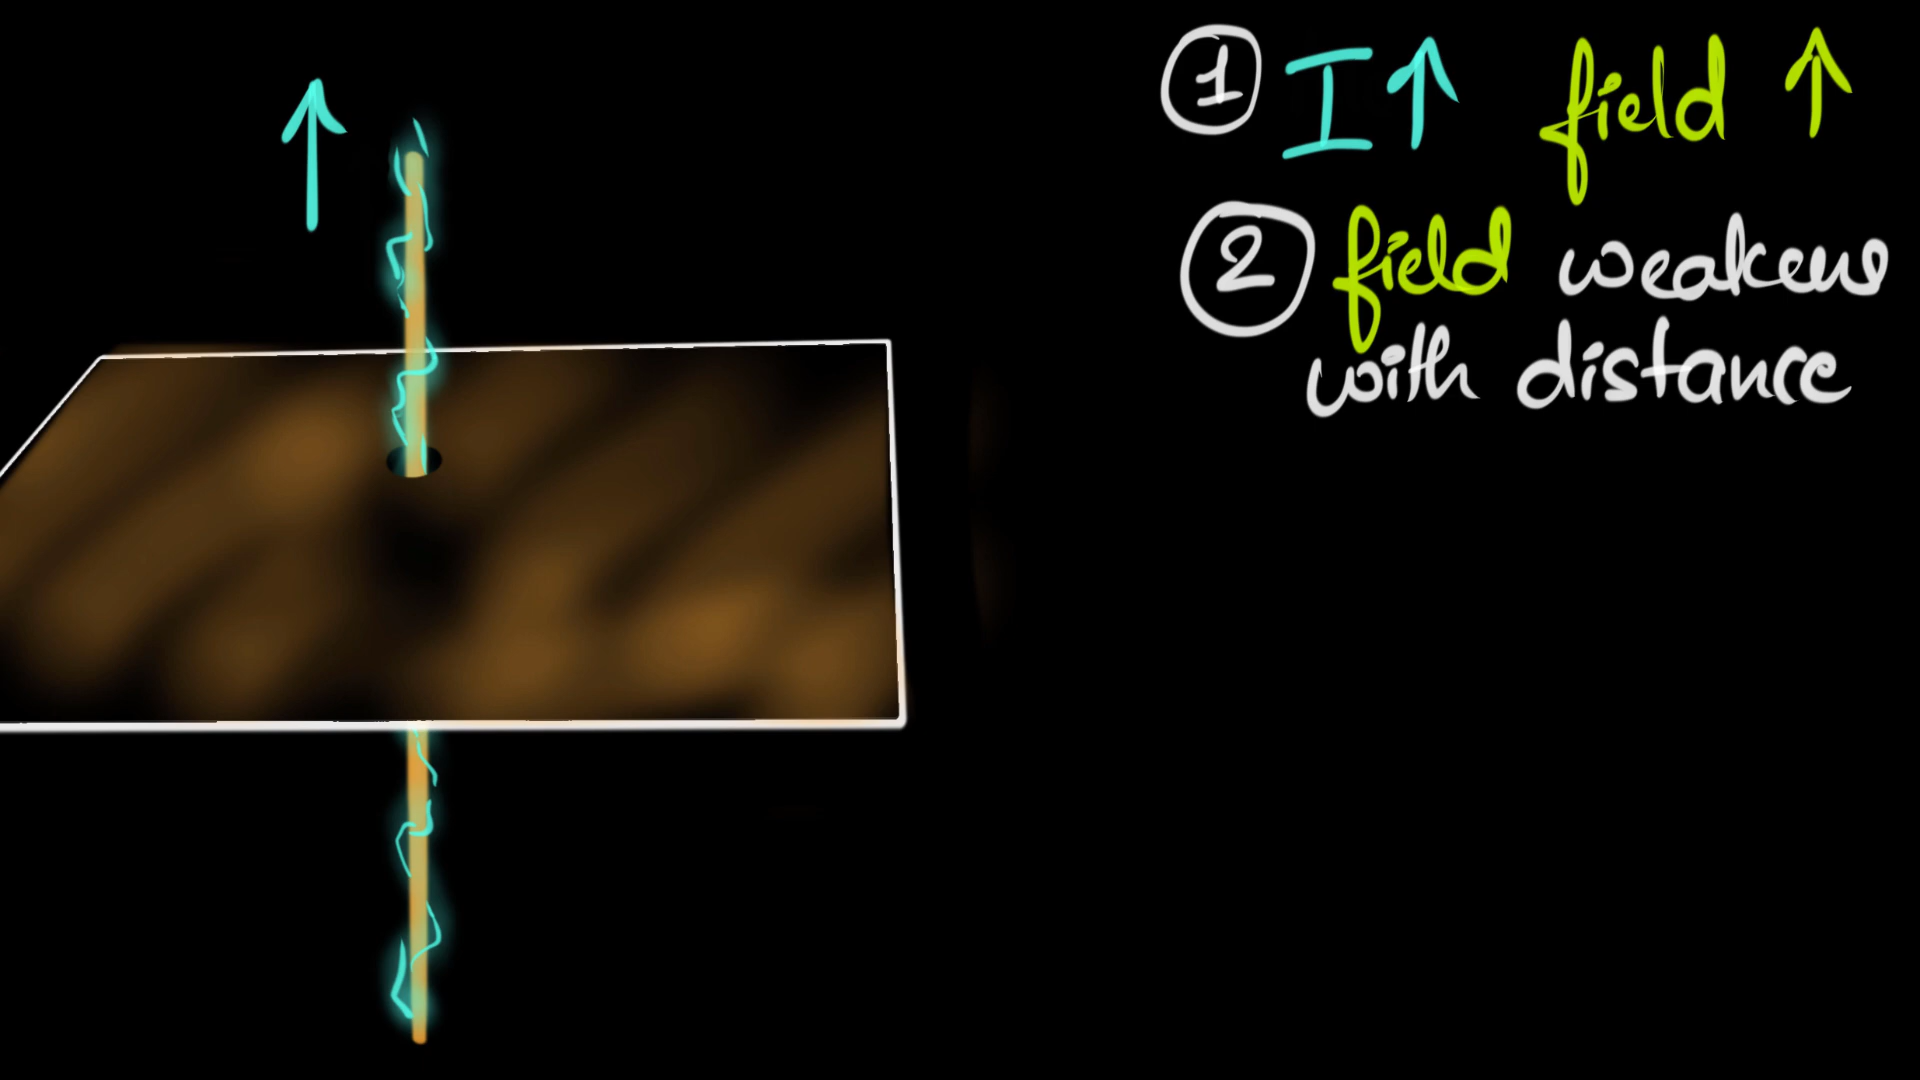 1 I↑ field ↑
2 field weakens
with distance